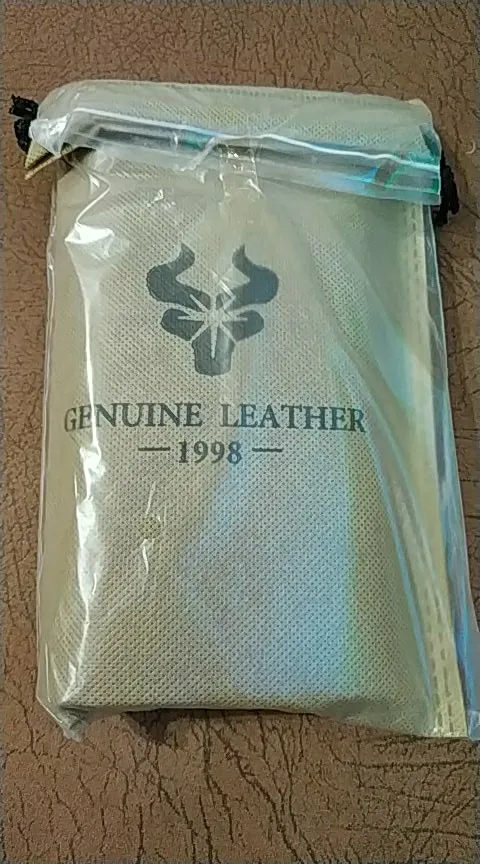 GENUINE LEATHER
— 1998 —